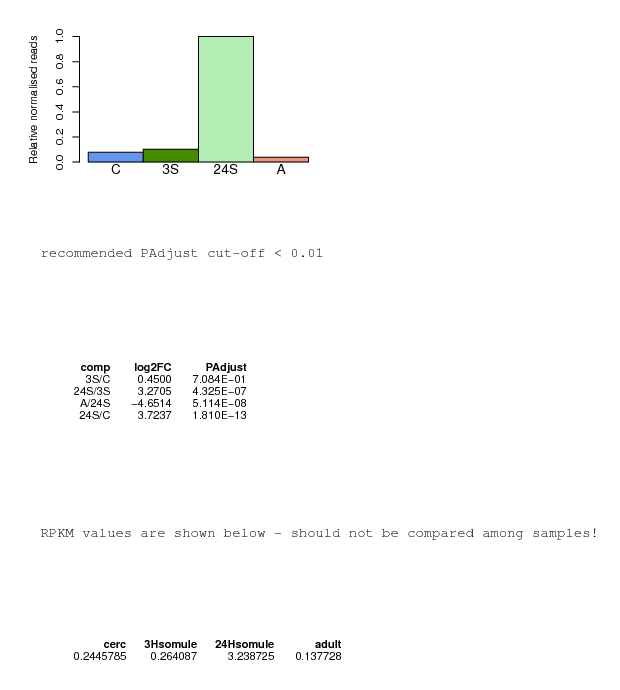 Relative normalised reads
0.0 0.2 0.4 0.6 0.8 1.0
C 3S 24S A
recommended PAdjust cut-off < 0.01
comp log2FC PAdjust
3S/C 0.4500 7.084E−01
24S/3S 3.2705 4.325E−07
A/24S −4.6514 5.114E−08
24S/C 3.7237 1.810E−13
RPKM values are shown below - should not be compared among samples!
cerc 3Hsomule 24Hsomule adult
0.2445785 0.264087 3.238725 0.137728